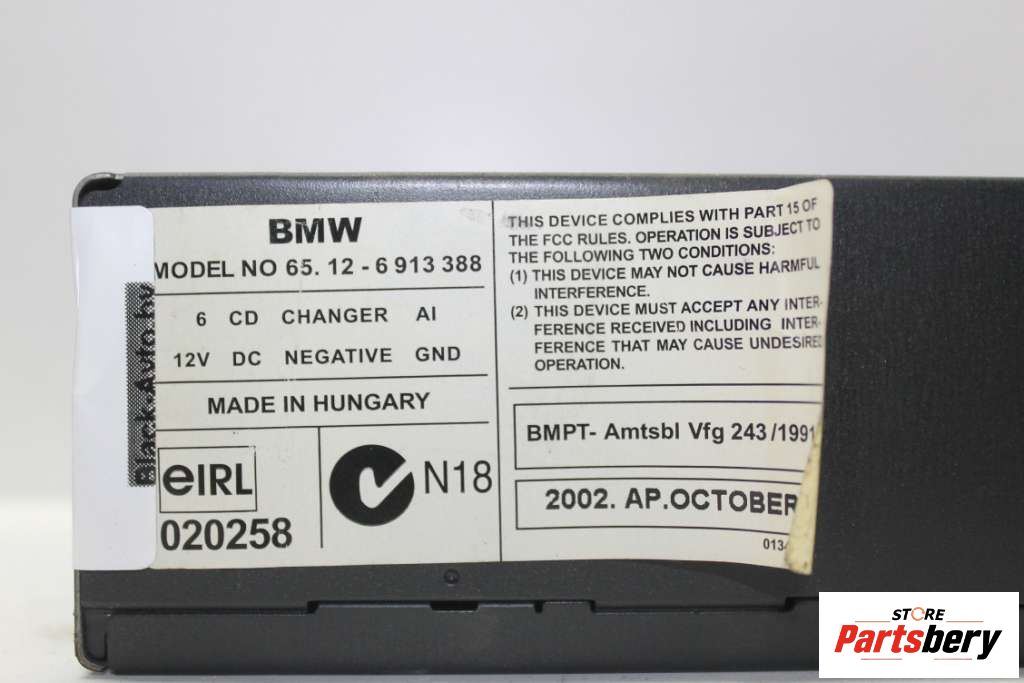 BMW
MODEL NO 65. 12 - 6 913 388
6 CD CHANGER AI
12V DC NEGATIVE GND
MADE IN HUNGARY
eIRL
020258
N18
THIS DEVICE COMPLIES WITH PART 15 OF
THE FCC RULES. OPERATION IS SUBJECT TO
THE FOLLOWING TWO CONDITIONS:
(1) THIS DEVICE MAY NOT CAUSE HARMFUL
INTERFERENCE.
(2) THIS DEVICE MUST ACCEPT ANY INTER-
FERENCE RECEIVED INCLUDING INTER-
FERENCE THAT MAY CAUSE UNDESIRED
OPERATION.
BMPT- Amtsbl Vfg 243/1991
2002. AP.OCTOBER
Black-Auto.by
STORE
Partsbery